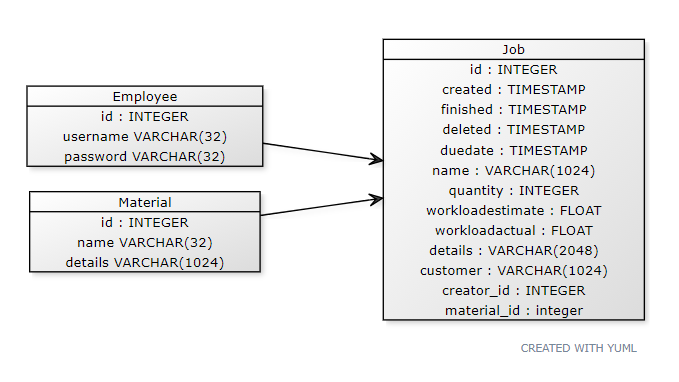 Employee
id : INTEGER
username VARCHAR(32)
password VARCHAR(32)
Material
id : INTEGER
name VARCHAR(32)
details VARCHAR(1024)
Job
id : INTEGER
created : TIMESTAMP
finished : TIMESTAMP
deleted : TIMESTAMP
duedate : TIMESTAMP
name : VARCHAR(1024)
quantity : INTEGER
workloadestimate : FLOAT
workloadactual : FLOAT
details : VARCHAR(2048)
customer : VARCHAR(1024)
creator_id : INTEGER
material_id : integer
CREATED WITH YUML